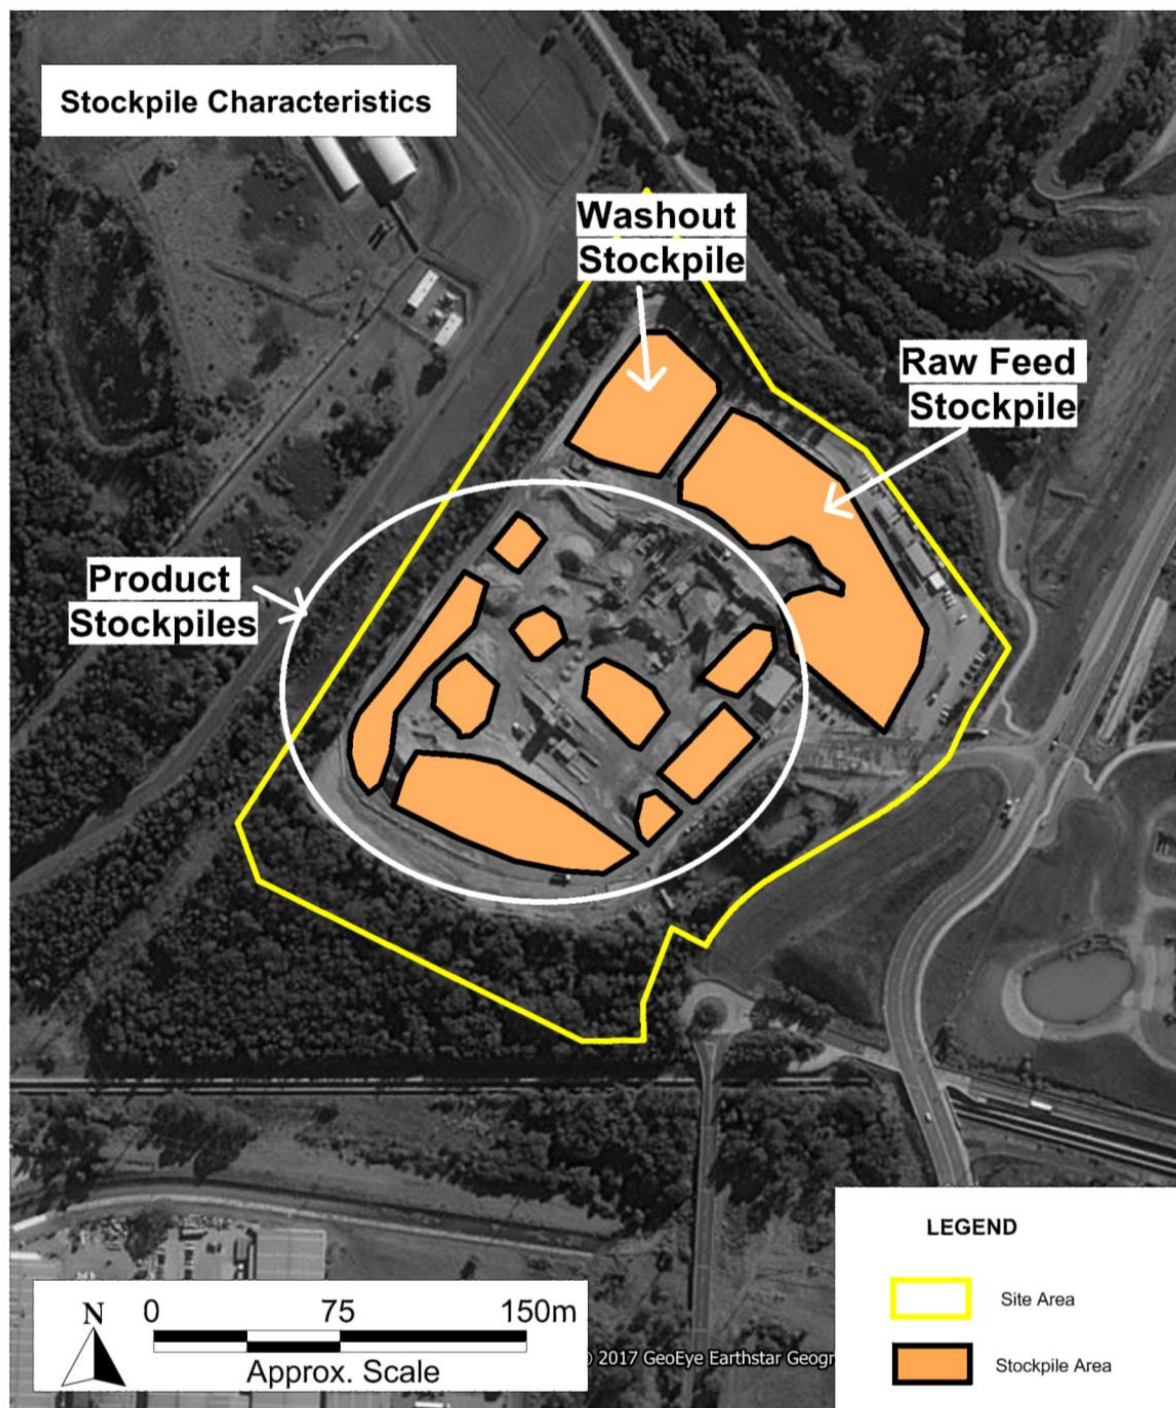 Stockpile Characteristics
Washout
Stockpile
Raw Feed
Stockpile
Product
Stockpiles
LEGEND
Site Area
Stockpile Area
N
0 75 150m
Approx. Scale
2017 GeoEye Earthstar